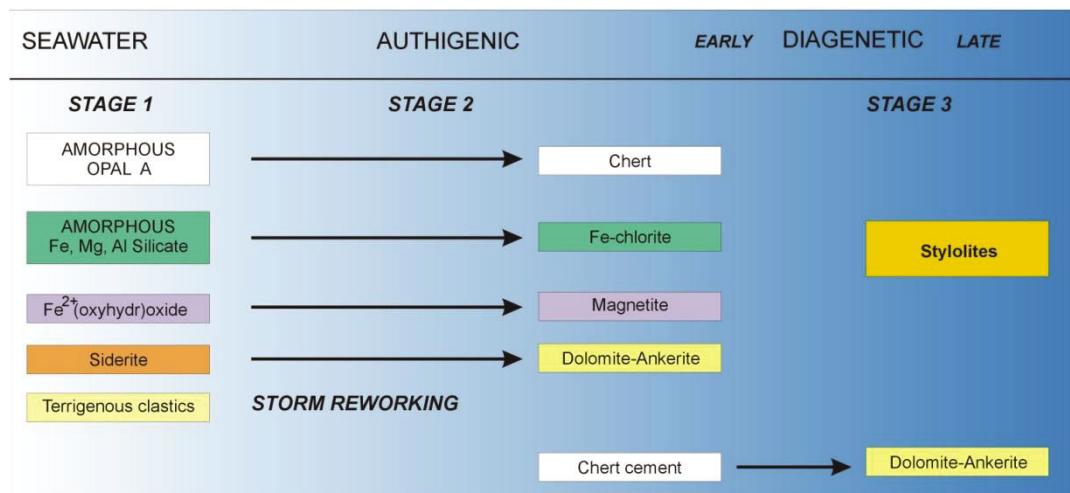 SEAWATER AUTHIGENIC EARLY DIAGENETIC LATE
STAGE 1 STAGE 2 STAGE 3
AMORPHOUS
OPAL A
Chert
AMORPHOUS
Fe, Mg, Al Silicate
Fe-chlorite
Stylolites
Fe²⁺(oxyhydr)oxide
Magnetite
Siderite
Dolomite-Ankerite
Terrigenous clastics
STORM REWORKING
Chert cement
Dolomite-Ankerite